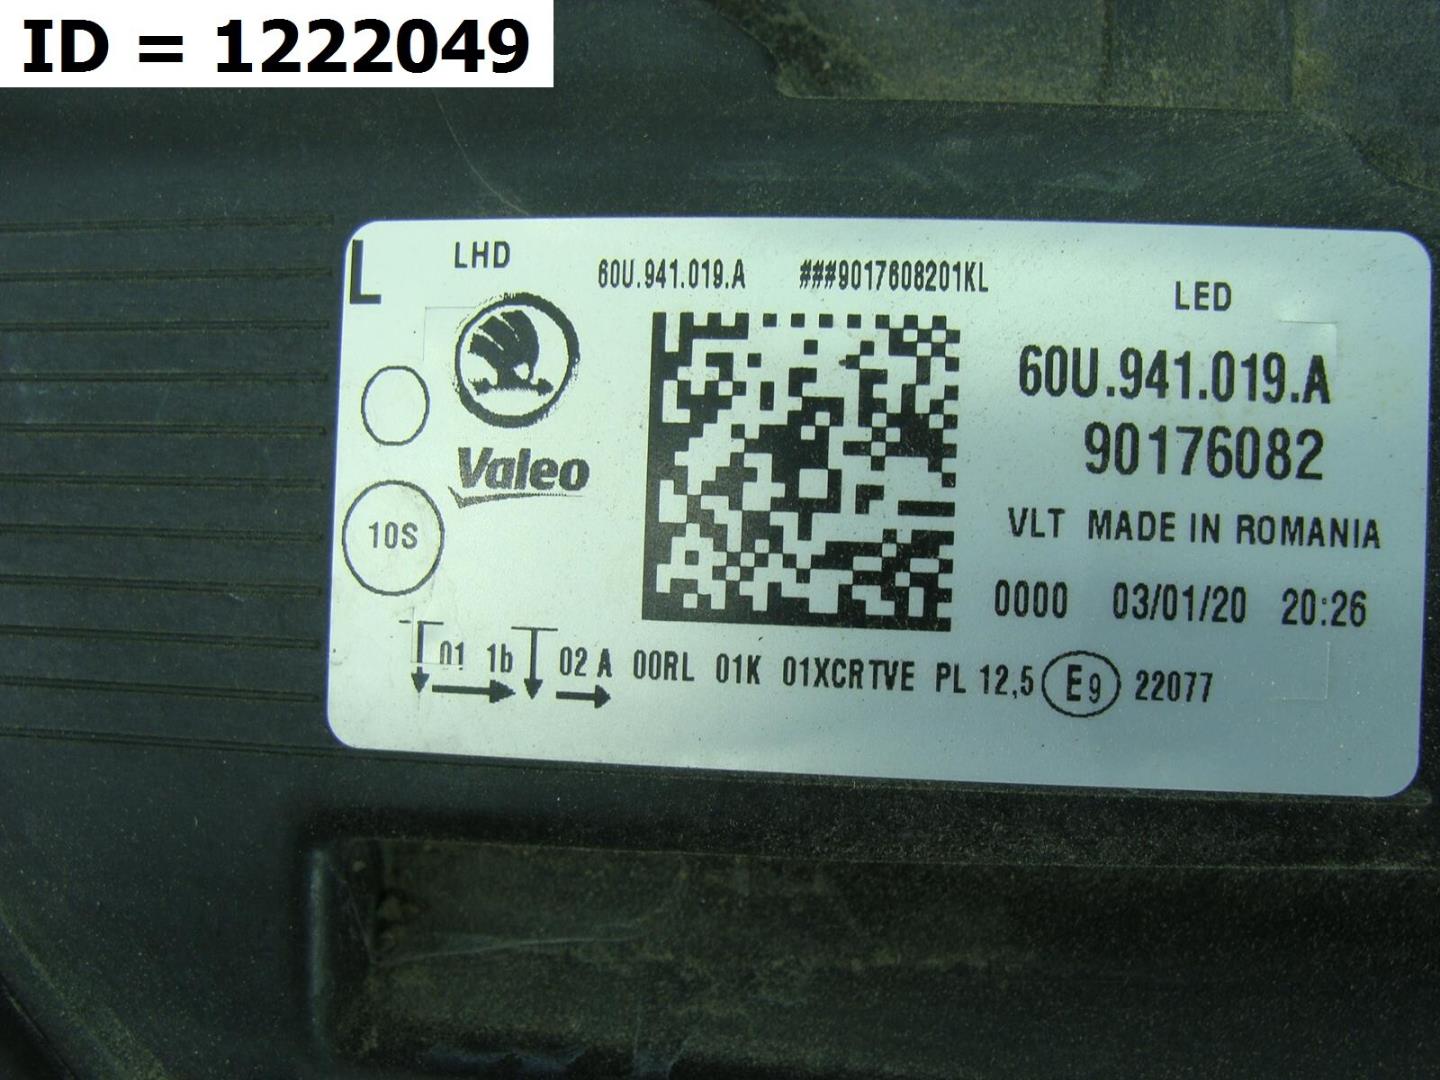 ID = 1222049
L
LHD
60U.941.019.A ###9017608201KL
LED
60U.941.019.A
Valeo
90176082
10S
VLT MADE IN ROMANIA
0000 03/01/20 20:26
01 1b 02 A 00RL 01K 01XCRTVE PL 12,5 E9 22077